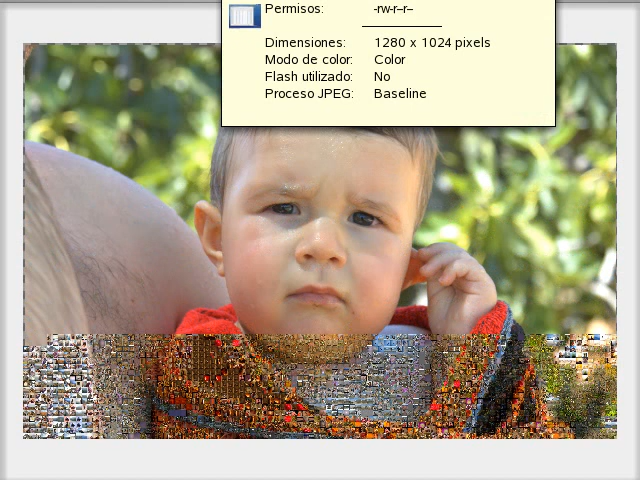 Permisos: -rw-r--r--
Dimensiones: 1280 x 1024 pixels
Modo de color: Color
Flash utilizado: No
Proceso JPEG: Baseline